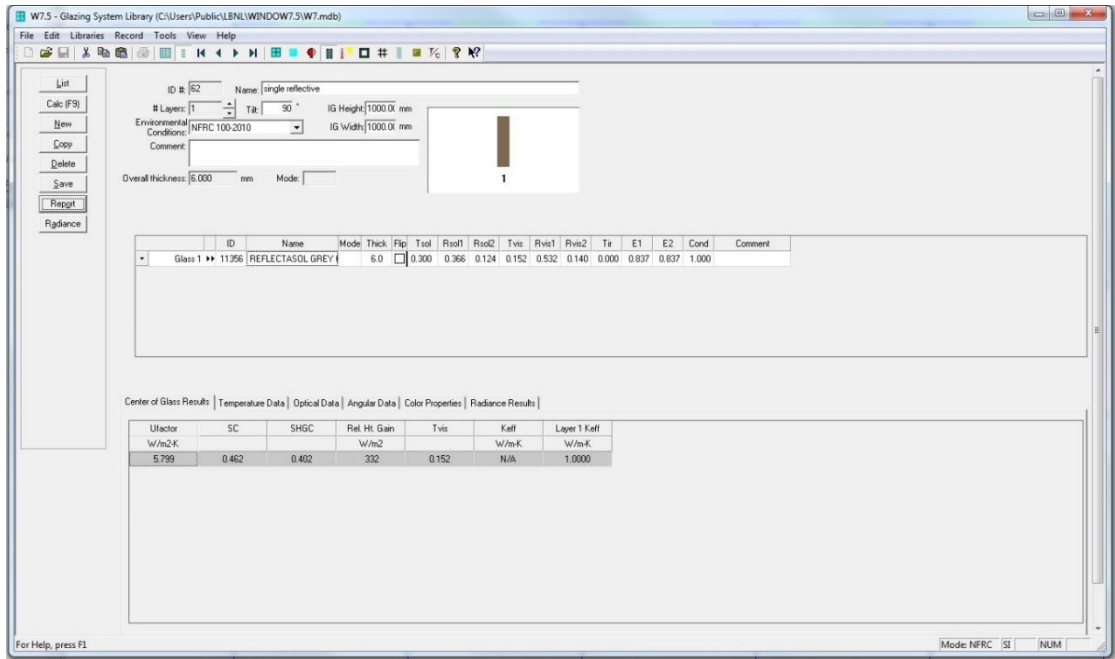 W7.5 - Glazing System Library (C:\Users\Public\LBNL\WINDOW7.5\W7.mdb)
File Edit Libraries Record Tools View Help
List
Calc (F9)
New
Copy
Delete
Save
Report
Radiance
ID #: 62 Name: single reflective
# Layers: 1 Tilt: 90 ° IG Height: 1000.0( mm
Environmental Conditions: NFRC 100-2010 IG Width: 1000.0( mm
Comment:
Overall thickness: 6.000 mm Mode:
1
ID Name Mode Thick Flip Tsol Rsol1 Rsol2 Tvis Rvis1 Rvis2 Tir E1 E2 Cond Comment
Glass 1 11356 REFLECTASOL GREY 6.0 0.300 0.366 0.124 0.152 0.532 0.140 0.000 0.837 0.837 1.000
Center of Glass Results Temperature Data Optical Data Angular Data Color Properties Radiance Results
Ufactor SC SHGC Rel. Ht. Gain Tvis Keff Layer 1 Keff
W/m2-K W/m2 W/m-K W/m-K
5.799 0.462 0.402 332 0.152 N/A 1.0000
For Help, press F1
Mode: NFRC SI NUM